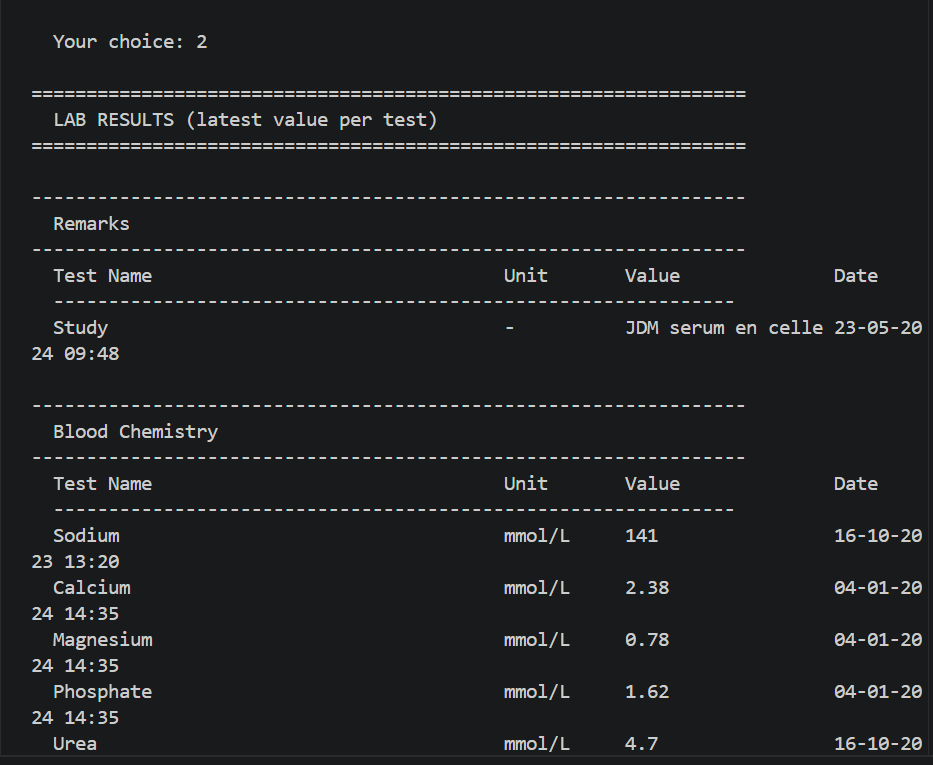 Your choice: 2
=================================================================
LAB RESULTS (latest value per test)
=================================================================
-----------------------------------------------------------------
Remarks
-----------------------------------------------------------------
Test Name Unit Value Date
--------------------------------------------------------------
Study - JDM serum en celle 23-05-20
24 09:48
-----------------------------------------------------------------
Blood Chemistry
-----------------------------------------------------------------
Test Name Unit Value Date
--------------------------------------------------------------
Sodium mmol/L 141 16-10-20
23 13:20
Calcium mmol/L 2.38 04-01-20
24 14:35
Magnesium mmol/L 0.78 04-01-20
24 14:35
Phosphate mmol/L 1.62 04-01-20
24 14:35
Urea mmol/L 4.7 16-10-20